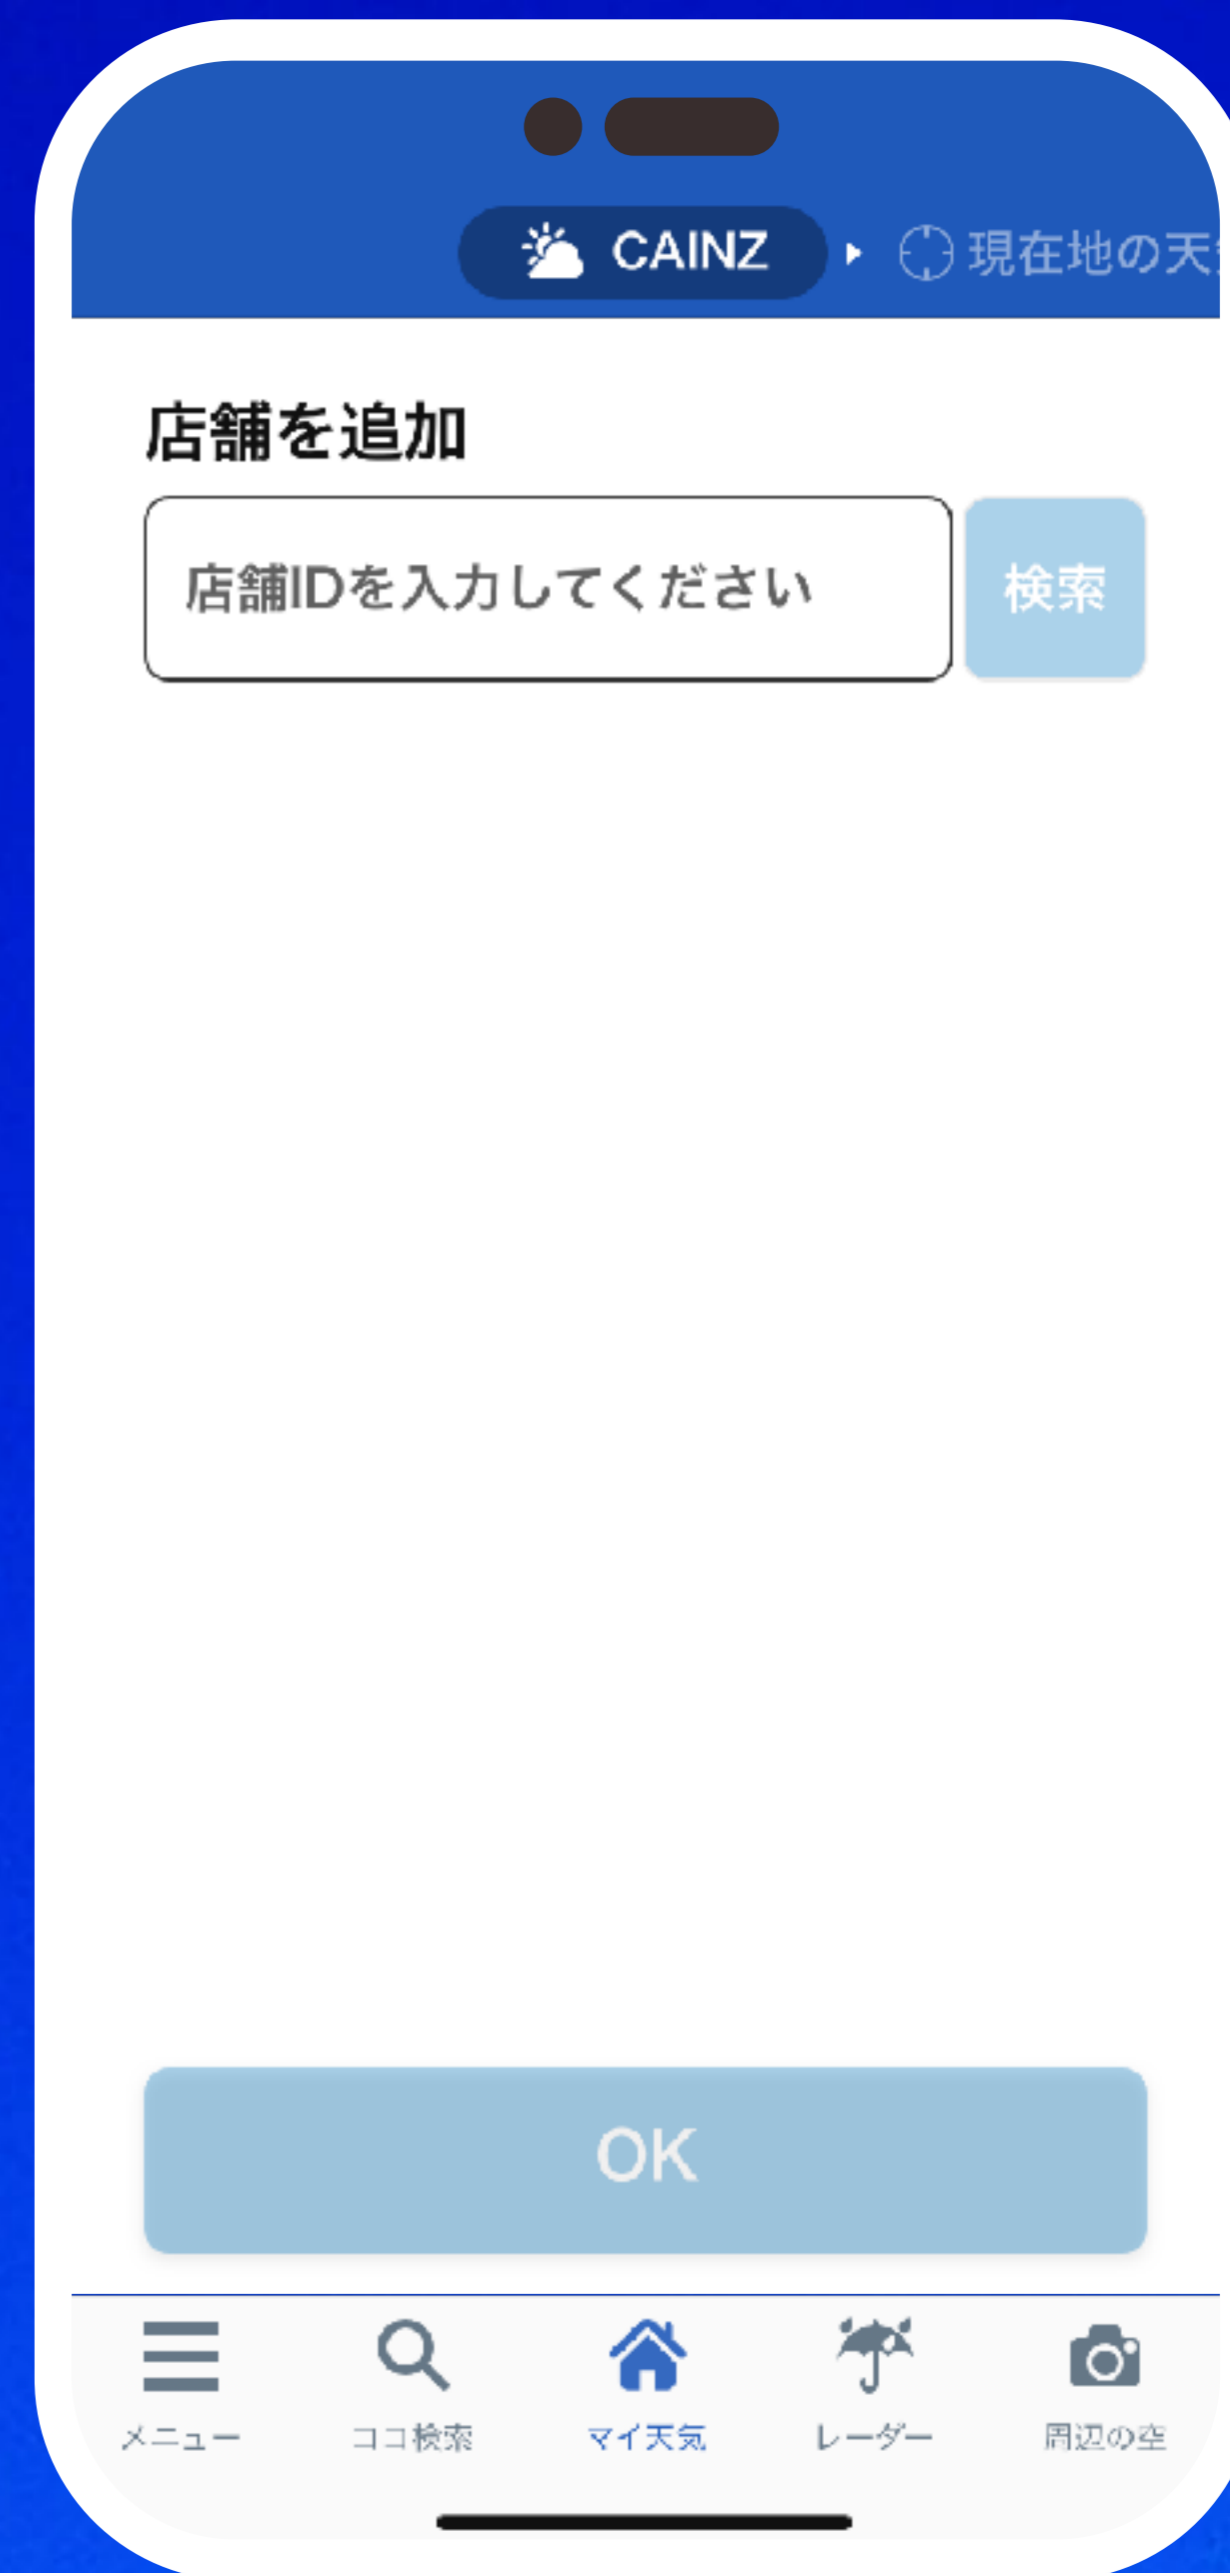 CAINZ
現在地の天
店舗を追加
店舗IDを入力してください
検索
OK
メニュー
ココ検索
マイ天気
レーダー
周辺の空